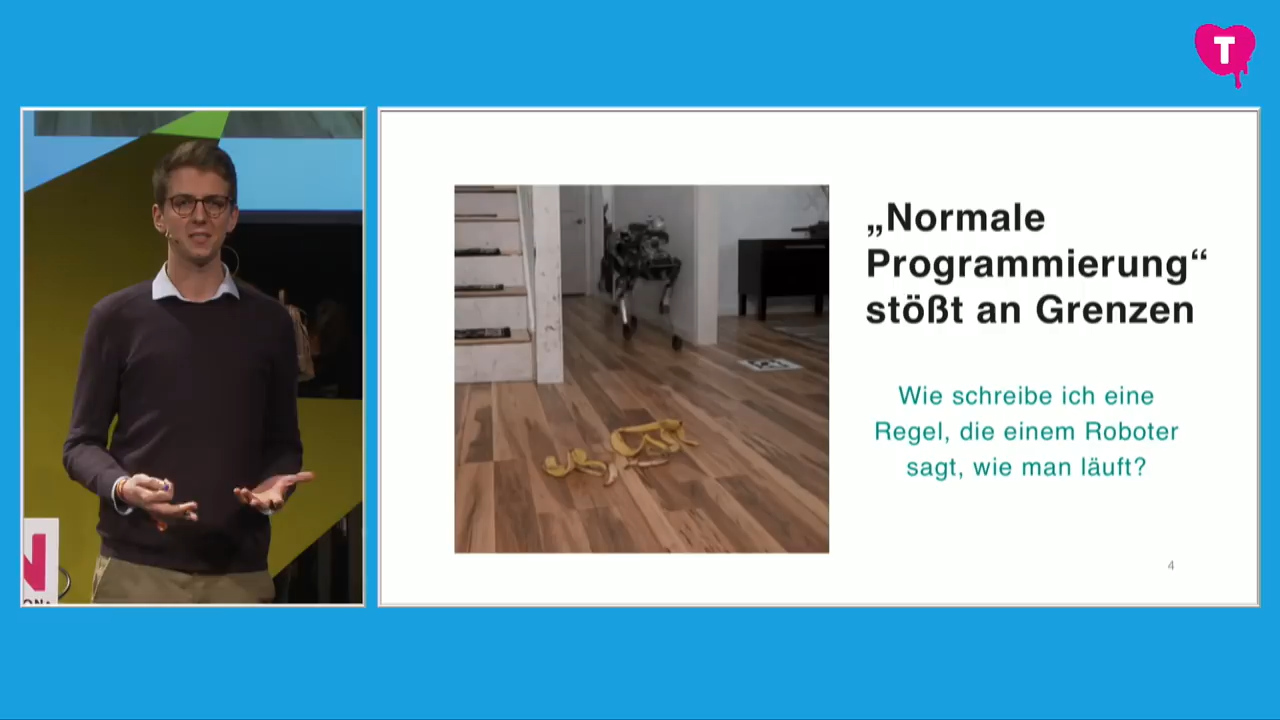 T
„Normale
Programmierung“
stößt an Grenzen
Wie schreibe ich eine
Regel, die einem Roboter
sagt, wie man läuft?
4
N